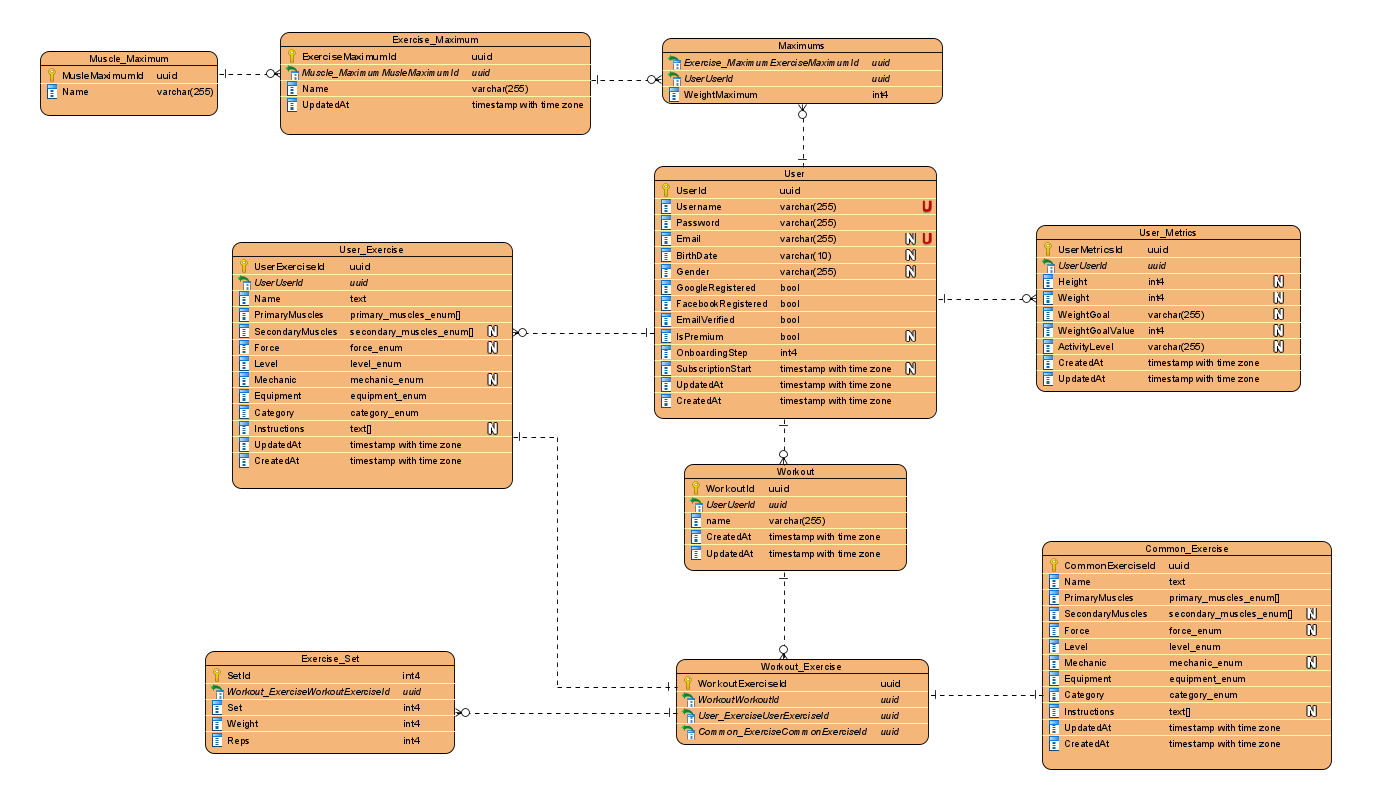 Muscle_Maximum
MusleMaximumId uuid
Name varchar(255)
Exercise_Maximum
ExerciseMaximumId uuid
Muscle_MaximumMusleMaximumId uuid
Name varchar(255)
UpdatedAt timestamp with time zone
Maximums
Exercise_MaximumExerciseMaximumId uuid
UserUserId uuid
WeightMaximum int4
User
UserId uuid
Username varchar(255) U
Password varchar(255)
Email varchar(255) N U
BirthDate varchar(10) N
Gender varchar(255) N
GoogleRegistered bool
FacebookRegistered bool
EmailVerified bool
IsPremium bool N
OnboardingStep int4
SubscriptionStart timestamp with time zone N
UpdatedAt timestamp with time zone
CreatedAt timestamp with time zone
User_Metrics
UserMetricsId uuid
UserUserId uuid
Height int4 N
Weight int4 N
WeightGoal varchar(255) N
WeightGoalValue int4 N
ActivityLevel varchar(255) N
CreatedAt timestamp with time zone
UpdatedAt timestamp with time zone
User_Exercise
UserExerciseId uuid
UserUserId uuid
Name text
PrimaryMuscles primary_muscles_enum[]
SecondaryMuscles secondary_muscles_enum[] N
Force force_enum N
Level level_enum
Mechanic mechanic_enum N
Equipment equipment_enum
Category category_enum
Instructions text[] N
UpdatedAt timestamp with time zone
CreatedAt timestamp with time zone
Workout
WorkoutId uuid
UserUserId uuid
name varchar(255)
CreatedAt timestamp with time zone
UpdatedAt timestamp with time zone
Common_Exercise
CommonExerciseId uuid
Name text
PrimaryMuscles primary_muscles_enum[]
SecondaryMuscles secondary_muscles_enum[] N
Force force_enum N
Level level_enum
Mechanic mechanic_enum N
Equipment equipment_enum
Category category_enum
Instructions text[] N
UpdatedAt timestamp with time zone
CreatedAt timestamp with time zone
Exercise_Set
SetId int4
Workout_ExerciseWorkoutExerciseId uuid
Set int4
Weight int4
Reps int4
Workout_Exercise
WorkoutExerciseId uuid
WorkoutWorkoutId uuid
User_ExerciseUserExerciseId uuid
Common_ExerciseCommonExerciseId uuid